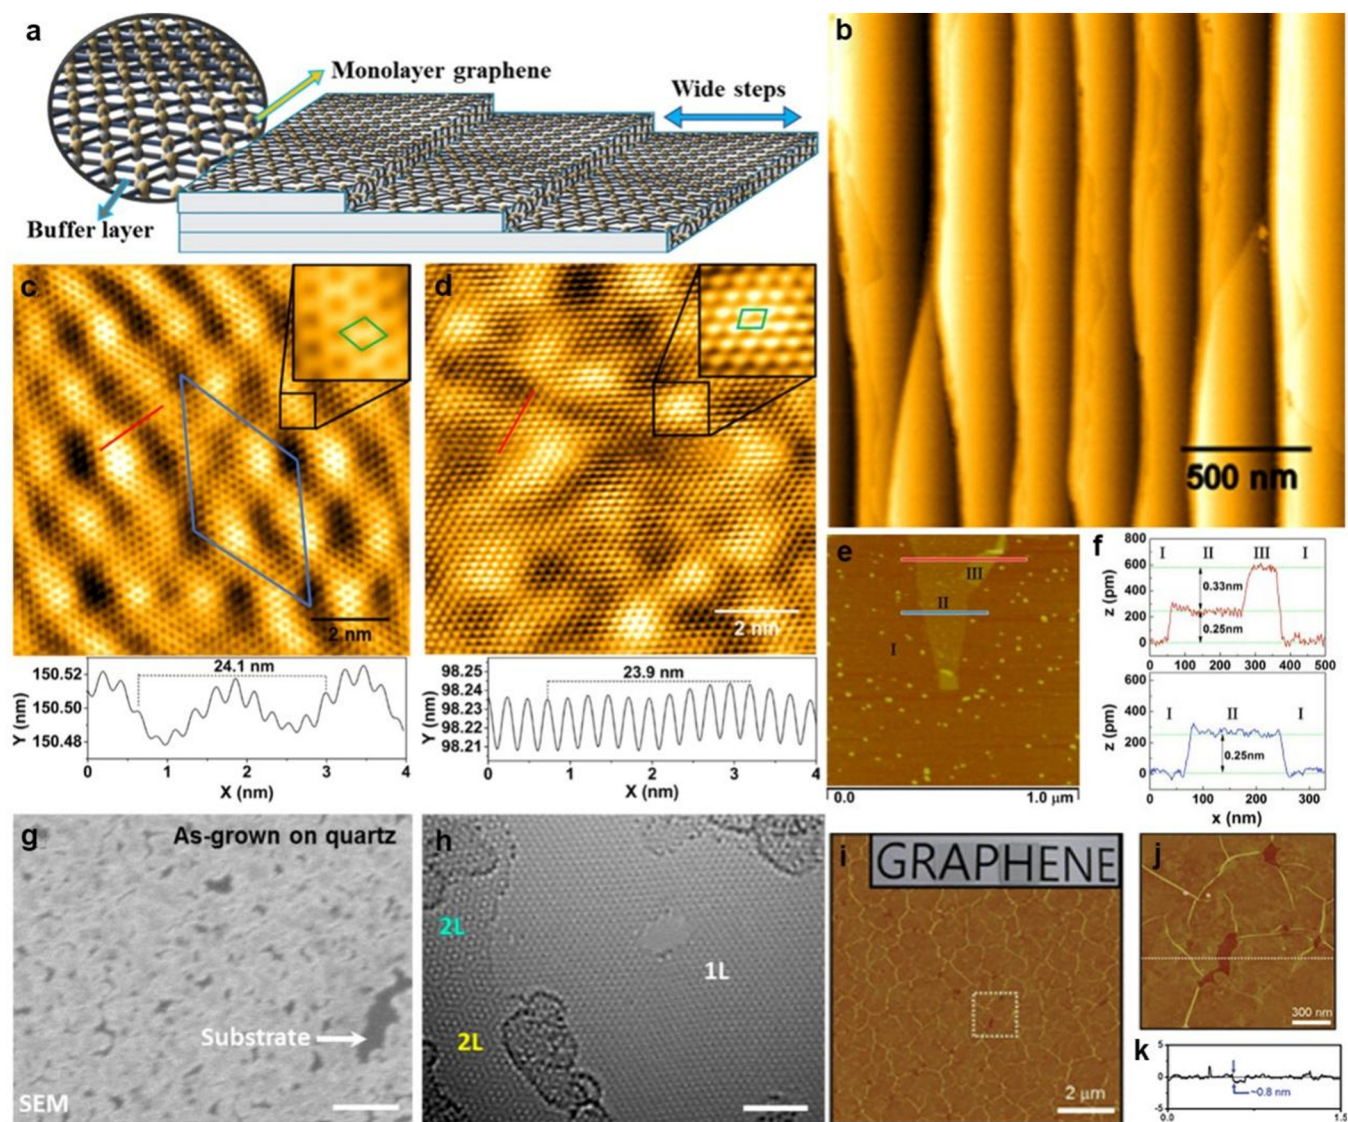 a
Monolayer graphene
Wide steps
Buffer layer
b
500 nm
c
2 nm
d
2 nm
24.1 nm
150.52
150.50
150.48
Y (nm)
0 1 2 3 4
X (nm)
23.9 nm
98.25
98.24
98.23
98.22
98.21
Y (nm)
0 1 2 3 4
X (nm)
e
III
II
I
0.0 1.0 μm
f
800
600
400
200
0
z (pm)
I II III I
0.33nm
0.25nm
0 100 200 300 400 500
600
400
200
0
z (pm)
I II I
0.25nm
0 100 200 300
x (nm)
g
As-grown on quartz
Substrate
SEM
h
2L
1L
2L
i
GRAPHENE
2 μm
j
300 nm
k
5
0
-5
~0.8 nm
0.0 1.5